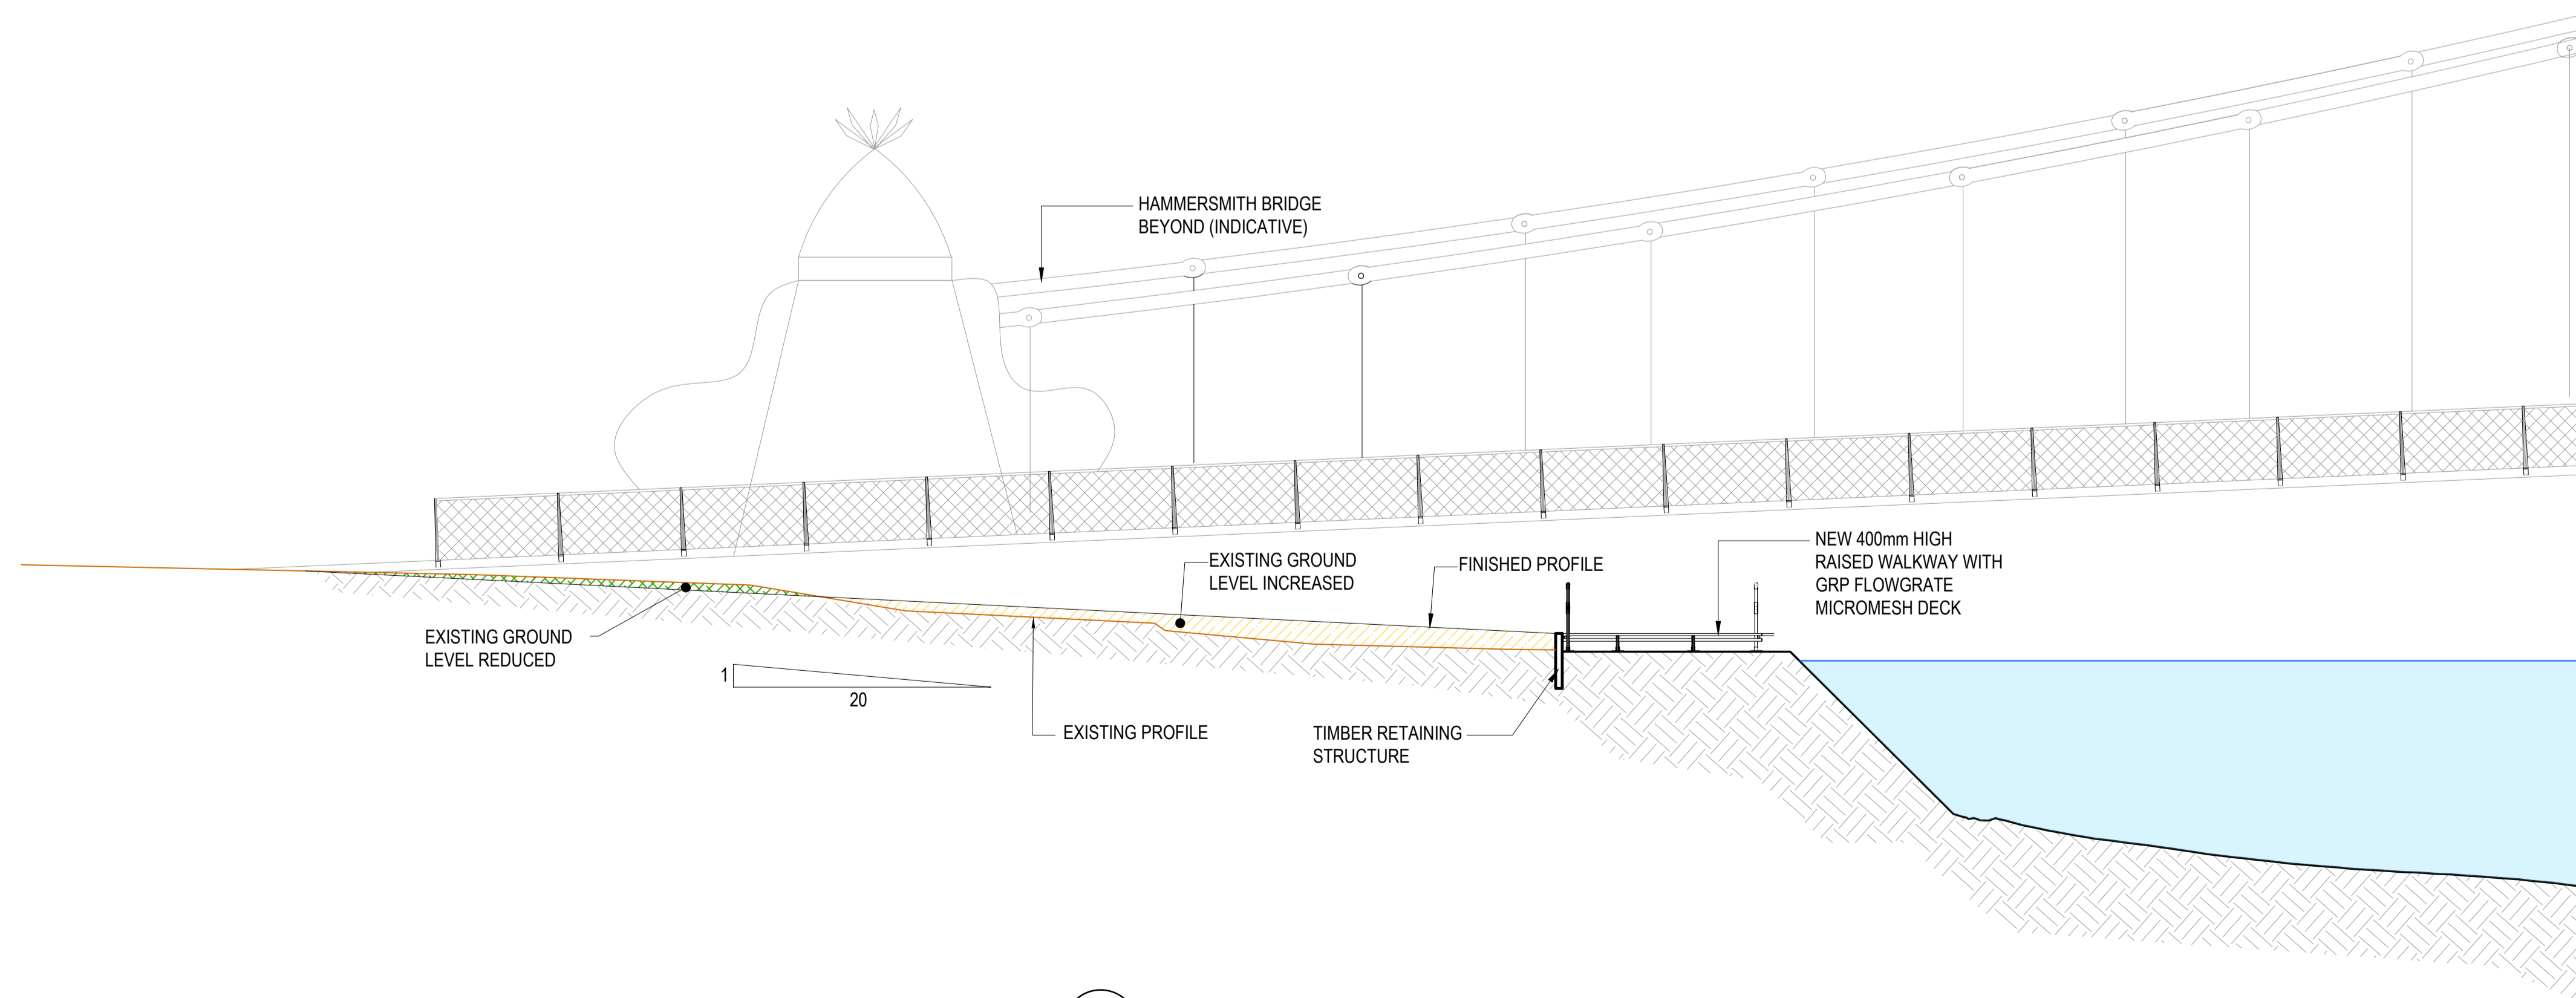 HAMMERSMITH BRIDGE
BEYOND (INDICATIVE)
NEW 400mm HIGH
RAISED WALKWAY WITH
GRP FLOWGRATE
MICROMESH DECK
EXISTING GROUND
LEVEL INCREASED
FINISHED PROFILE
EXISTING GROUND
LEVEL REDUCED
1
20
EXISTING PROFILE
TIMBER RETAINING
STRUCTURE